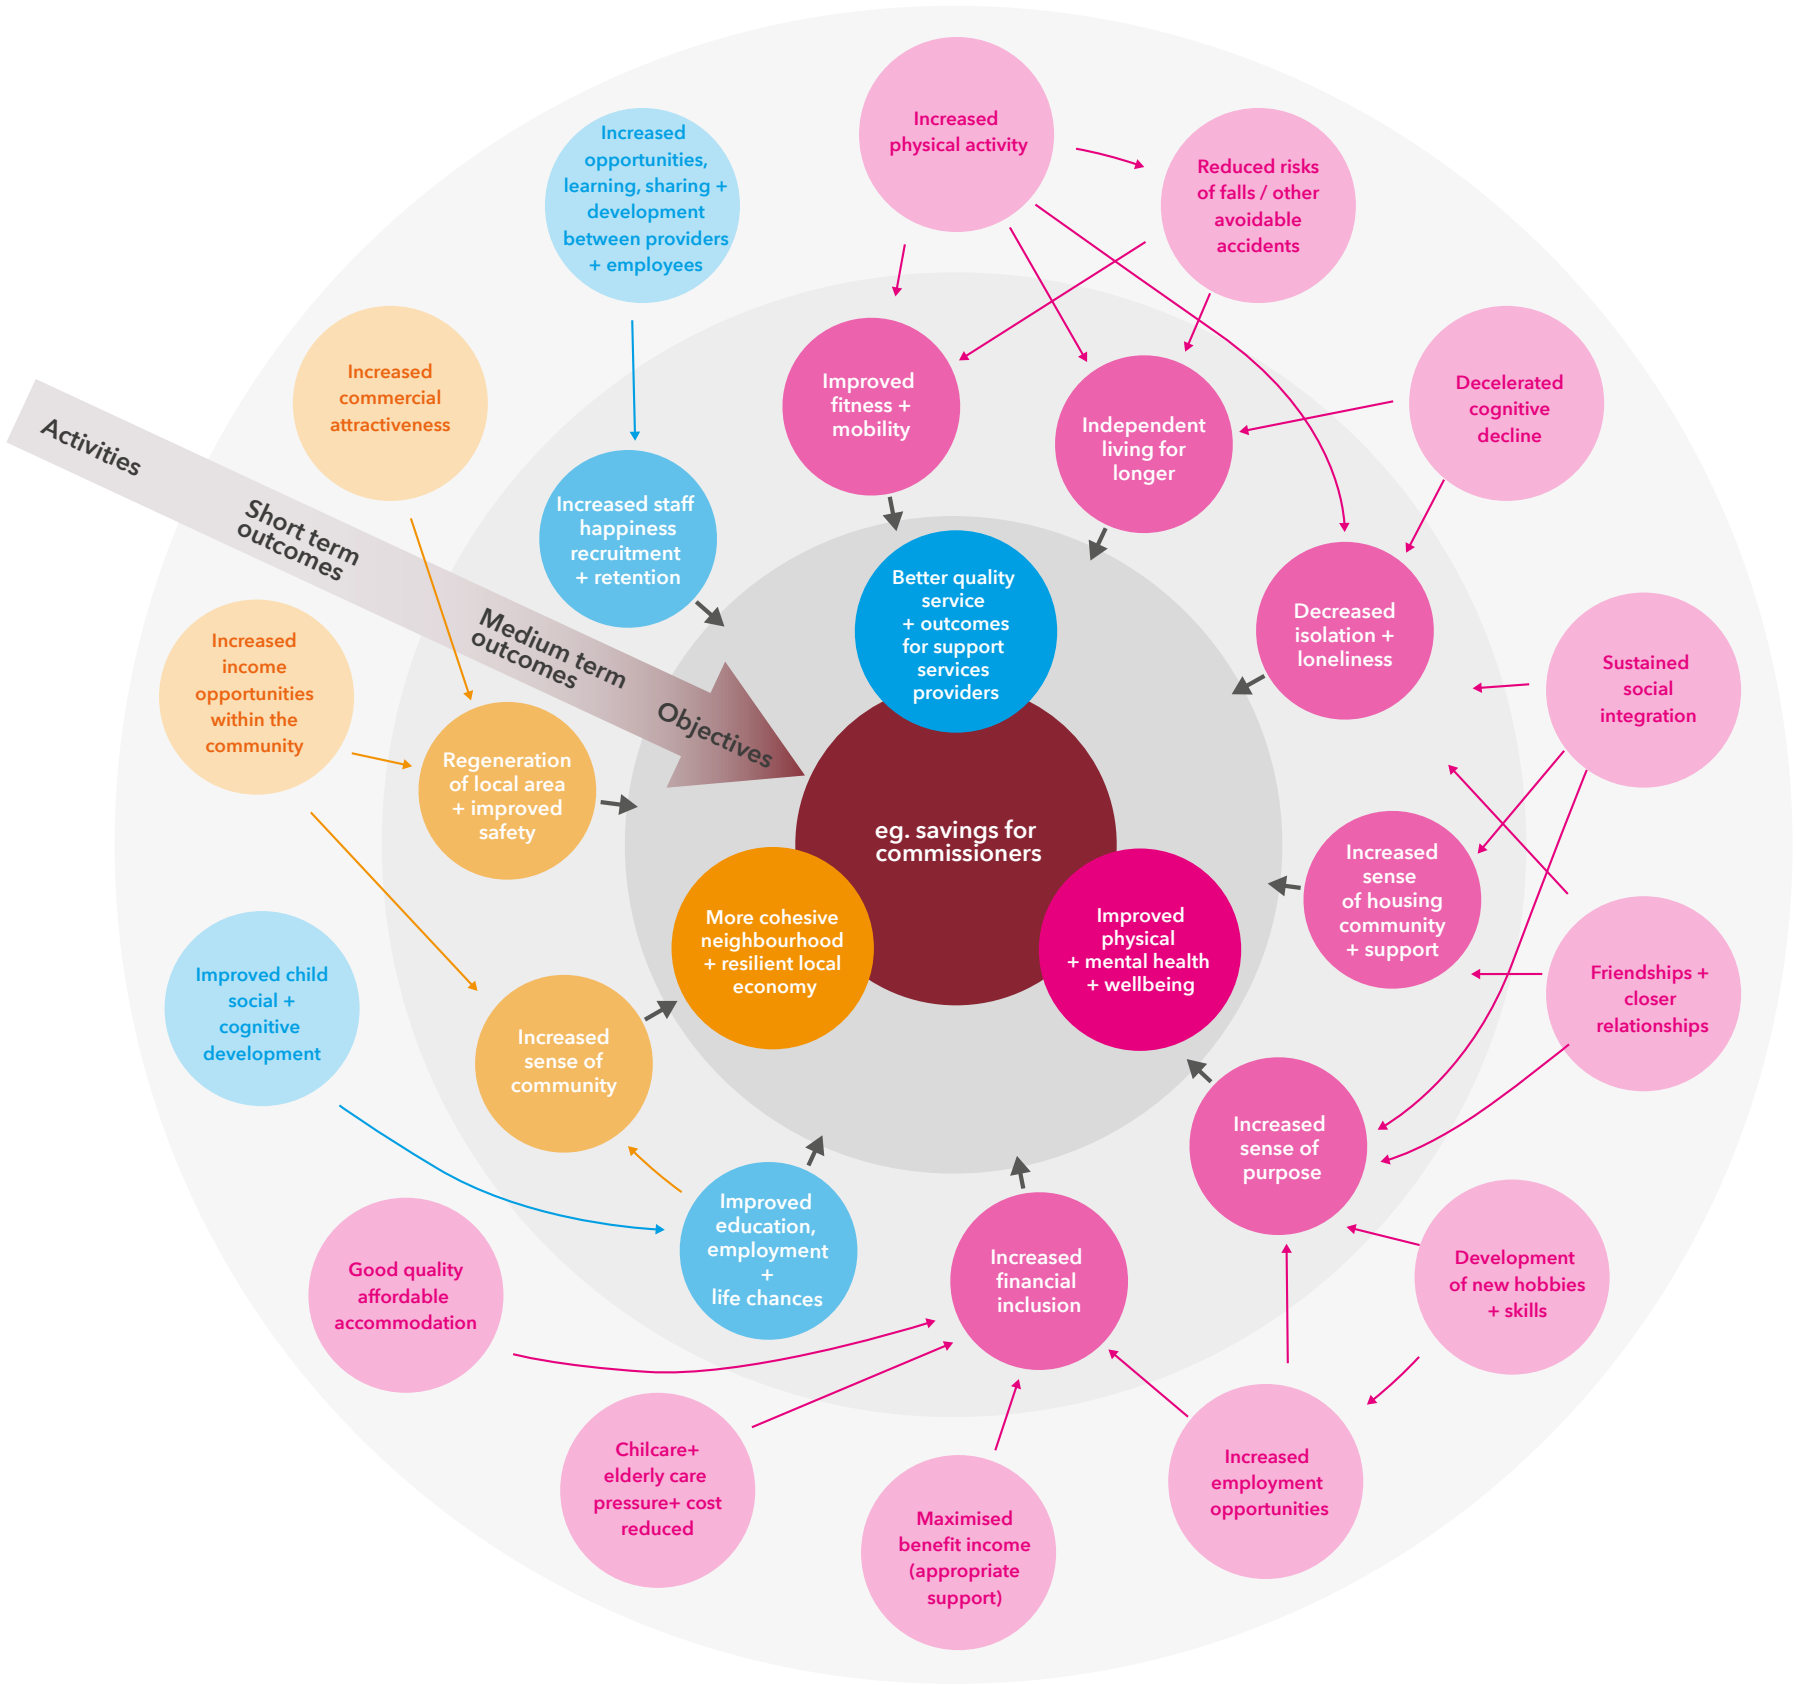 Increased
physical activity
Increased
opportunities,
learning, sharing +
development
between providers
+ employees
Reduced risks
of falls / other
avoidable
accidents
Increased
commercial
attractiveness
Improved
fitness +
mobility
Independent
living for
longer
Decelerated
cognitive
decline
Activities
Short term
outcomes
Medium term
outcomes
Objectives
Increased staff
happiness
recruitment
+ retention
Better quality
service
+ outcomes
for support
services
providers
Decreased
isolation +
loneliness
Increased
income
opportunities
within the
community
Sustained
social
integration
Regeneration
of local area
+ improved
safety
eg. savings for
commissioners
Increased
sense
of housing
community
+ support
More cohesive
neighbourhood
+ resilient local
economy
Improved
physical
+ mental health
+ wellbeing
Improved child
social +
cognitive
development
Friendships +
closer
relationships
Increased
sense of
community
Increased
sense of
purpose
Improved
education,
employment
+
life chances
Increased
financial
inclusion
Good quality
affordable
accommodation
Development
of new hobbies
+ skills
Chilcare+
elderly care
pressure+ cost
reduced
Maximised
benefit income
(appropriate
support)
Increased
employment
opportunities